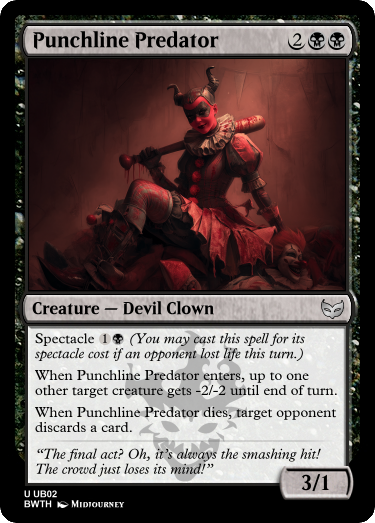 Punchline Predator 2
Creature — Devil Clown
Spectacle 1 (You may cast this spell for its
spectacle cost if an opponent lost life this turn.)
When Punchline Predator enters, up to one
other target creature gets -2/-2 until end of turn.
When Punchline Predator dies, target opponent
discards a card.
“The final act? Oh, it’s always the smashing hit!
The crowd just loses its mind!”
3/1
U UB02
BWTH Midjourney